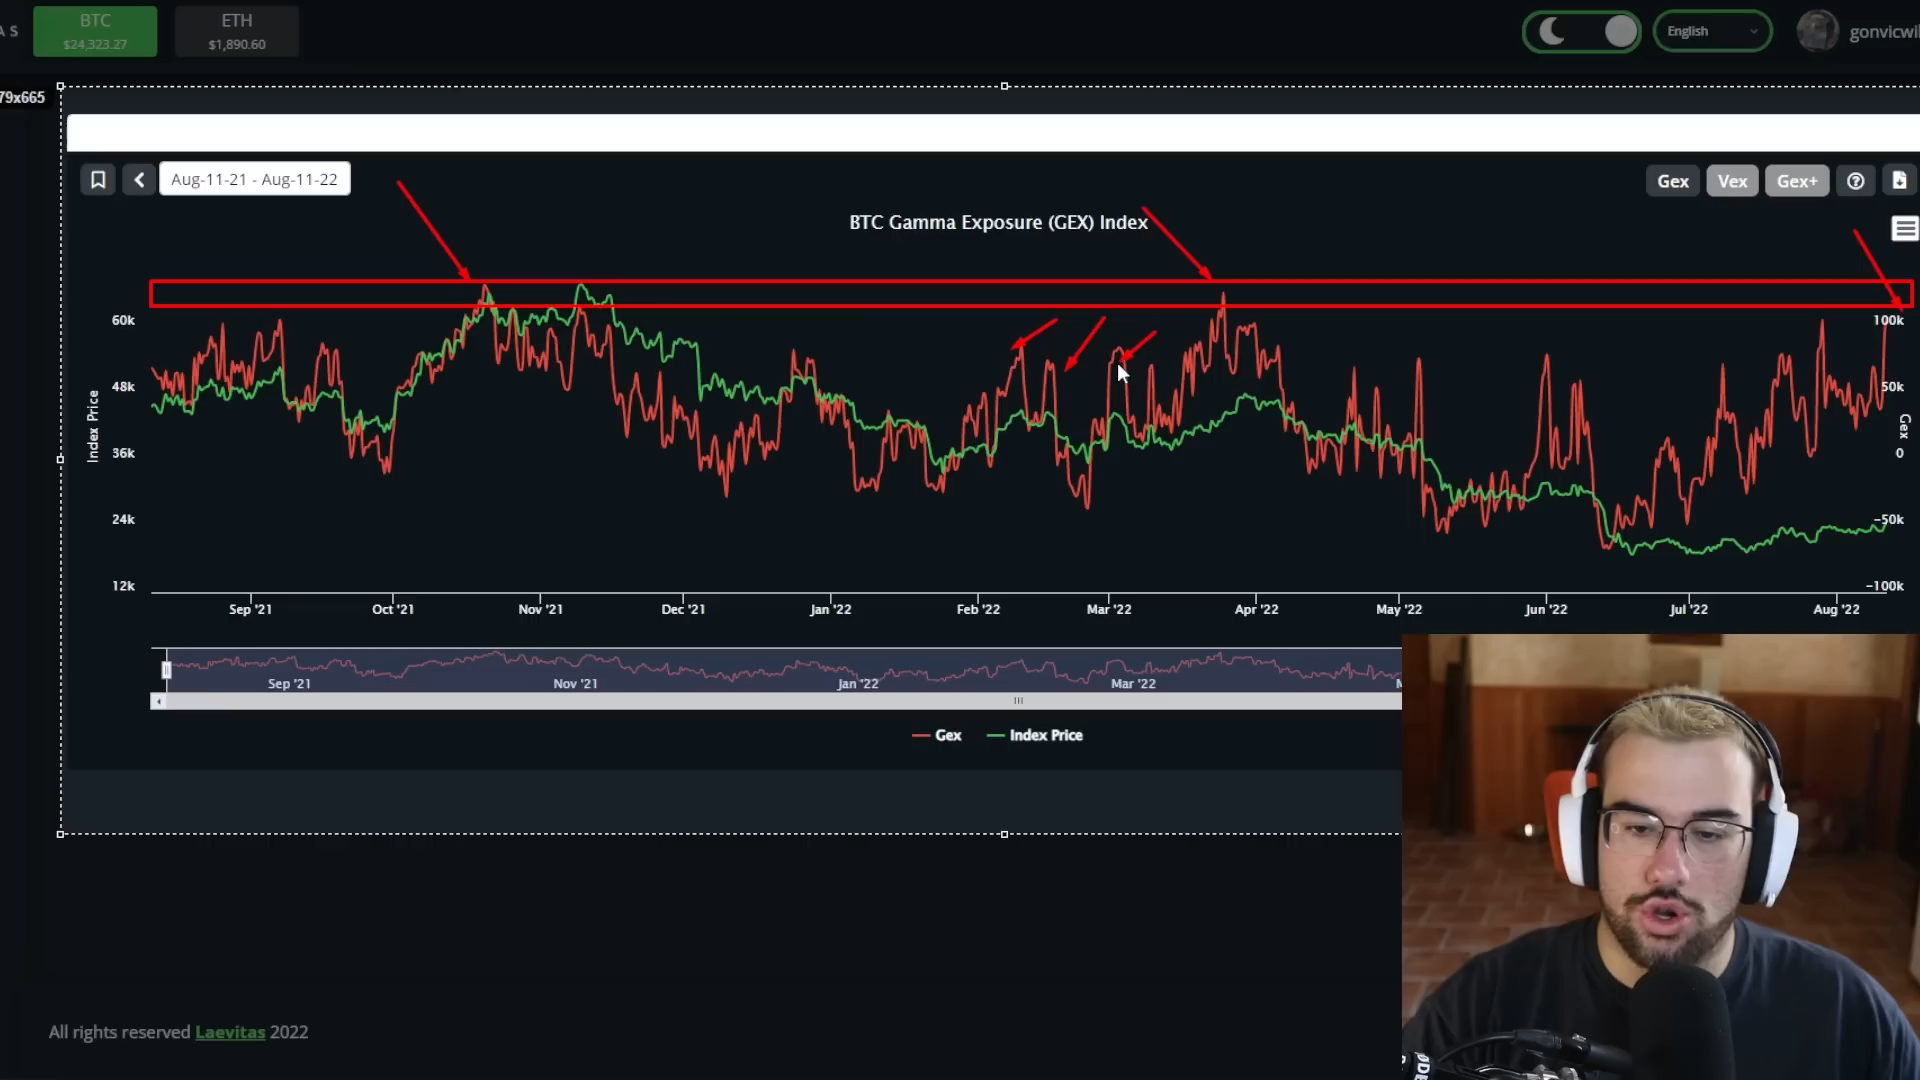 A S
BTC
$24,323.27
ETH
$1,890.60
English
gonvicwil
79x665
Aug-11-21 - Aug-11-22
Gex
Vex
Gex+
BTC Gamma Exposure (GEX) Index
60k
48k
36k
24k
12k
Index Price
100k
50k
0
-50k
-100k
Gex
Sep '21
Oct '21
Nov '21
Dec '21
Jan '22
Feb '22
Mar '22
Apr '22
May '22
Jun '22
Jul '22
Aug '22
Sep '21
Nov '21
Jan '22
Mar '22
Gex
Index Price
All rights reserved Laevitas 2022